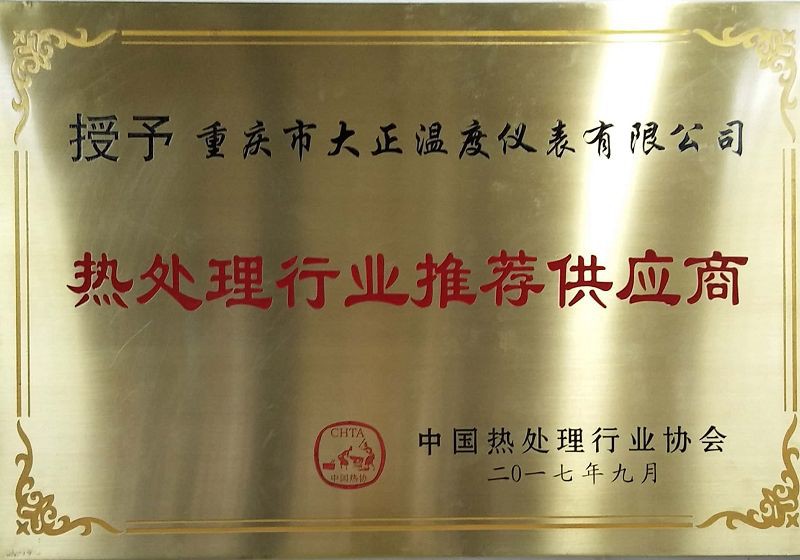 授予 重庆市大正温度仪表有限公司
热处理行业推荐供应商
CHTA
中国热协
中国热处理行业协会
二〇一七年九月